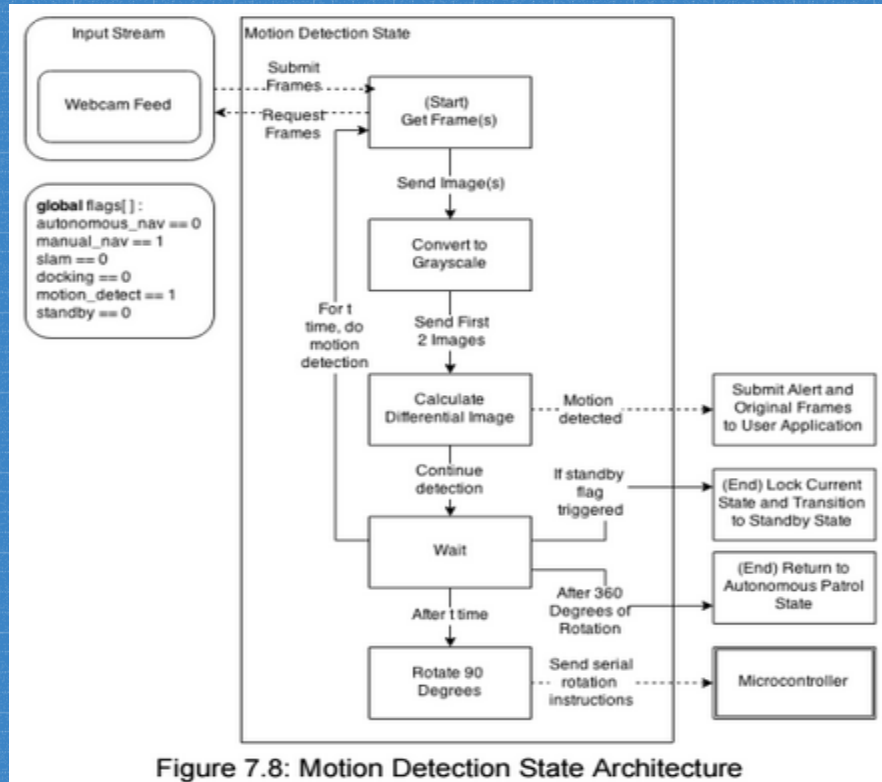 Input Stream
Webcam Feed
global flags[ ] :
autonomous_nav == 0
manual_nav == 1
slam == 0
docking == 0
motion_detect == 1
standby == 0
Motion Detection State
Submit
Frames
Request
Frames
(Start)
Get Frame(s)
Send Image(s)
Convert to
Grayscale
For t
time, do
motion
detection
Send First
2 Images
Calculate
Differential Image
Motion
detected
Submit Alert and
Original Frames
to User Application
Continue
detection
If standby
flag
triggered
(End) Lock Current
State and Transition
to Standby State
Wait
After 360
Degrees of
Rotation
(End) Return to
Autonomous Patrol
State
After t time
Rotate 90
Degrees
Send serial
rotation
instructions
Microcontroller
Figure 7.8: Motion Detection State Architecture